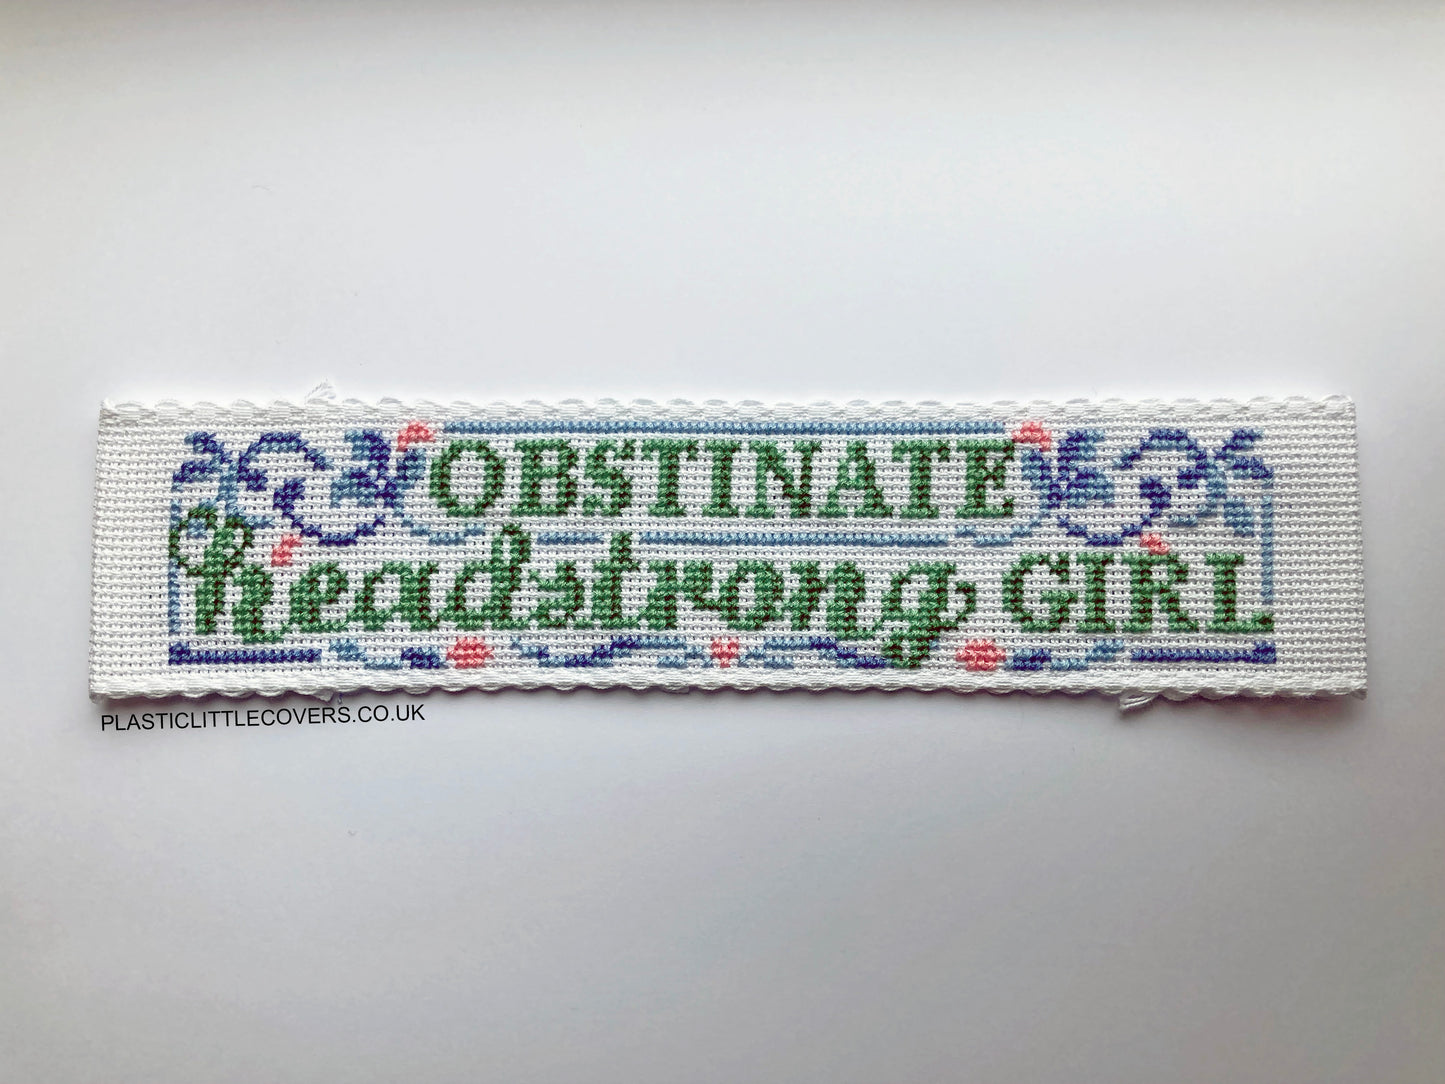 OBSTINATE
headstrong GIRL
PLASTICLITTLECOVERS.CO.UK